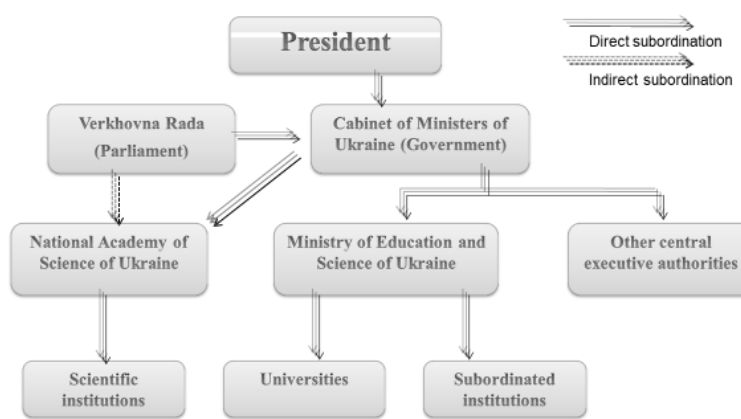 President
Direct subordination
Indirect subordination
Verkhovna Rada
(Parliament)
Cabinet of Ministers of
Ukraine (Government)
National Academy of
Science of Ukraine
Ministry of Education and
Science of Ukraine
Other central
executive authorities
Scientific
institutions
Universities
Subordinated
institutions